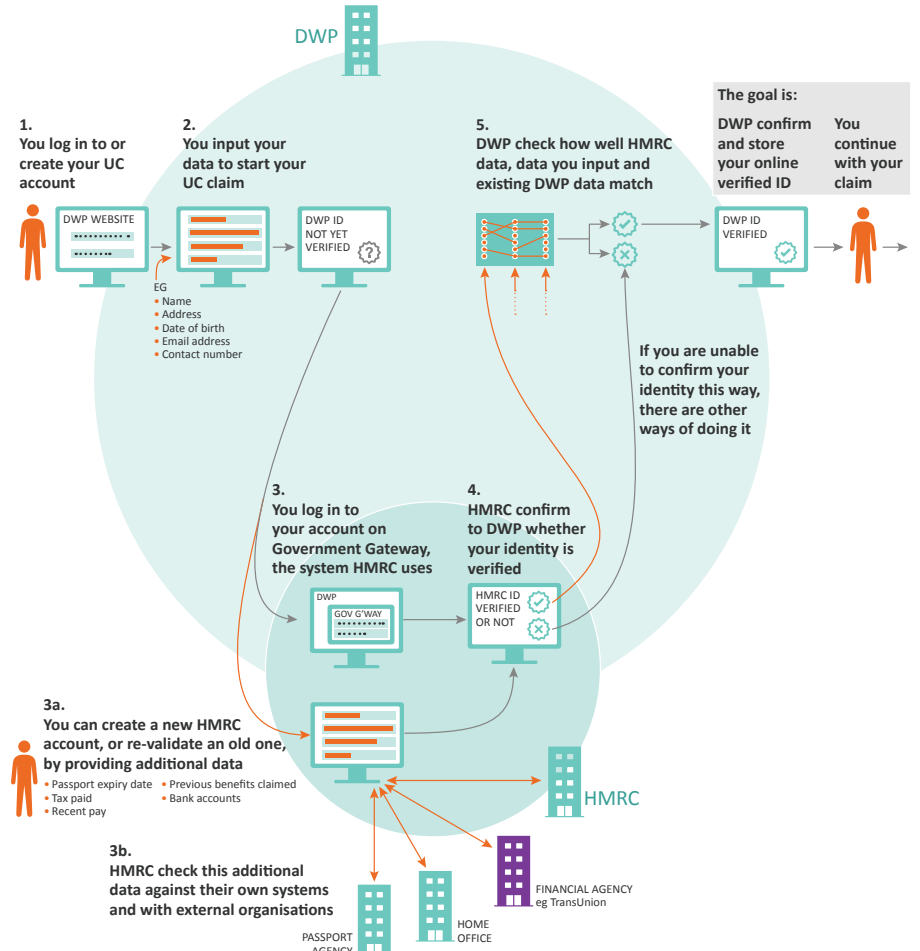 DWP
The goal is:
DWP confirm
and store
your online
verified ID
You
continue
with your
claim
1.
You log in to or
create your UC
account
2.
You input your
data to start your
UC claim
5.
DWP check how well HMRC
data, data you input and
existing DWP data match
DWP WEBSITE
DWP ID
NOT YET
VERIFIED
?
DWP ID
VERIFIED
EG
• Name
• Address
• Date of birth
• Email address
• Contact number
If you are unable
to confirm your
identity this way,
there are other
ways of doing it
3.
You log in to
your account on
Government Gateway,
the system HMRC uses
4.
HMRC confirm
to DWP whether
your identity is
verified
DWP
GOV G'WAY
HMRC ID
VERIFIED
OR NOT
3a.
You can create a new HMRC
account, or re-validate an old one,
by providing additional data
• Passport expiry date
• Tax paid
• Recent pay
• Previous benefits claimed
• Bank accounts
HMRC
3b.
HMRC check this additional
data against their own systems
and with external organisations
PASSPORT
AGENCY
HOME
OFFICE
FINANCIAL AGENCY
eg TransUnion